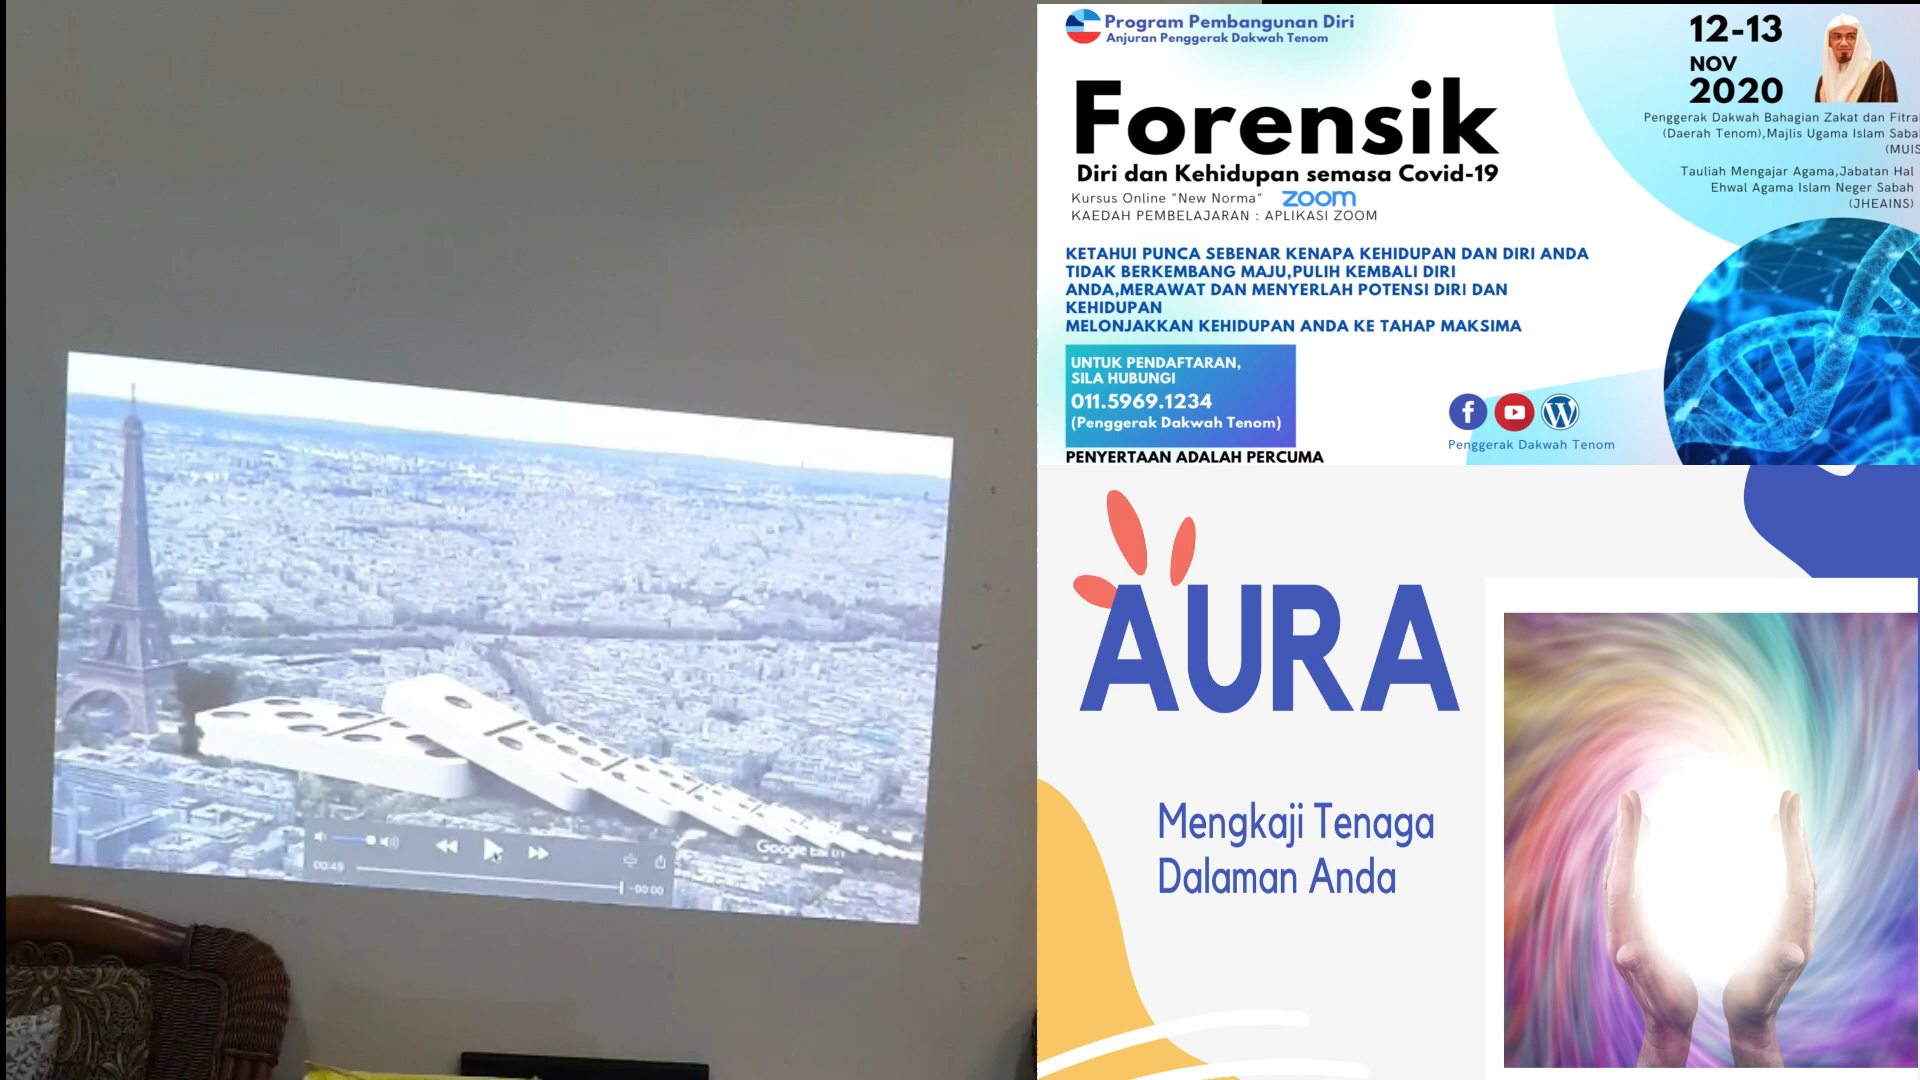 Program Pembangunan Diri
Anjuran Penggerak Dakwah Tenom
Forensik
Diri dan Kehidupan semasa Covid-19
Kursus Online "New Norma" zoom
KAEDAH PEMBELAJARAN : APLIKASI ZOOM
12-13
NOV
2020
Penggerak Dakwah Bahagian Zakat dan
(Daerah Tenom),Majlis Ugama Islam
Tauliah Mengajar Agama,Jabatan Hal
Ehwal Agama Islam Neger Sabah
(JHEAINS)
KETAHUI PUNCA SEBENAR KENAPA KEHIDUPAN DAN DIRI ANDA
TIDAK BERKEMBANG MAJU,PULIH KEMBALI DIRI
ANDA,MERAWAT DAN MENYERLAH POTENSI DIRI DAN
KEHIDUPAN
MELONJAKKAN KEHIDUPAN ANDA KE TAHAP MAKSIMA
UNTUK PENDAFTARAN,
SILA HUBUNGI
011.5969.1234
(Penggerak Dakwah Tenom)
PENYERTAAN ADALAH PERCUMA
Penggerak Dakwah Tenom
AURA
Mengkaji Tenaga
Dalaman Anda
Google
00:49
-00:00